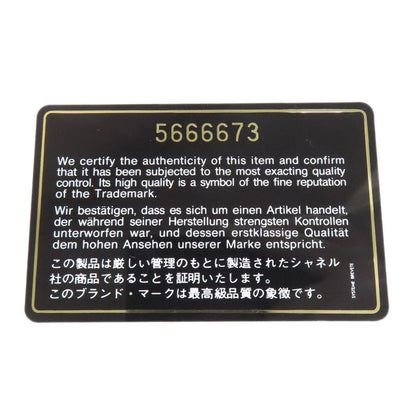 5666673
We certify the authenticity of this item and confirm
that it has been subjected to the most exacting quality
control. Its high quality is a symbol of the fine reputation
of the Trademark.
Wir bestätigen, dass es sich um einen Artikel handelt,
der während seiner Herstellung strengsten Kontrollen
unterworfen war, und dessen erstklassige Qualität
dem hohen Ansehen unserer Marke entspricht.
この製品は厳しい管理のもとに製造されたシャネル
社の商品であることを証明いたします。
このブランド・マークは最高級品質の象徴です。
SYSTEME BREVETE